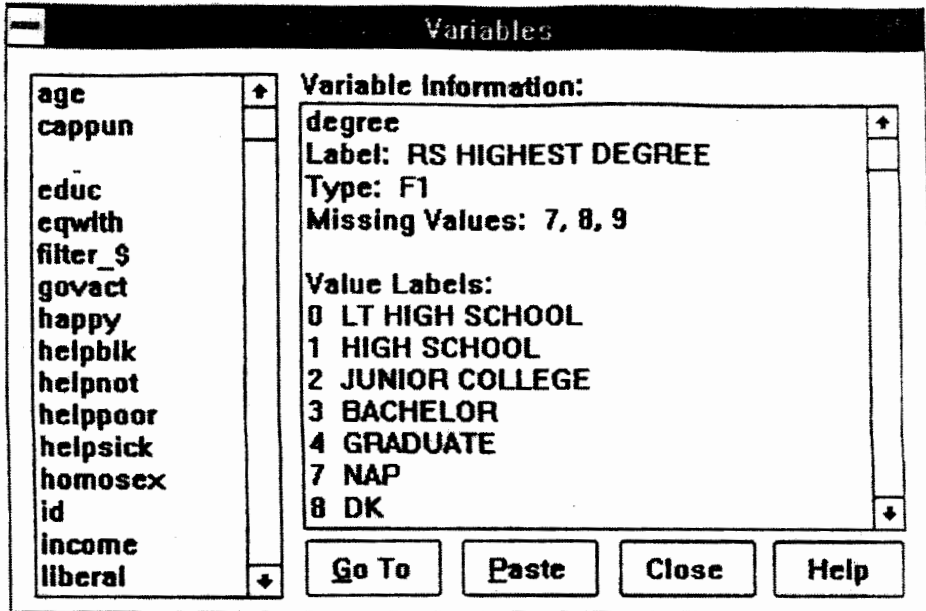 Variables
age
cappun
educ
eqwlth
filter_$
govact
happy
helpblk
helpnot
helppoor
helpsick
homosex
id
income
liberal
Variable Information:
degree
Label: RS HIGHEST DEGREE
Type: F1
Missing Values: 7, 8, 9
Value Labels:
0 LT HIGH SCHOOL
1 HIGH SCHOOL
2 JUNIOR COLLEGE
3 BACHELOR
4 GRADUATE
7 NAP
8 DK
Go To
Paste
Close
Help